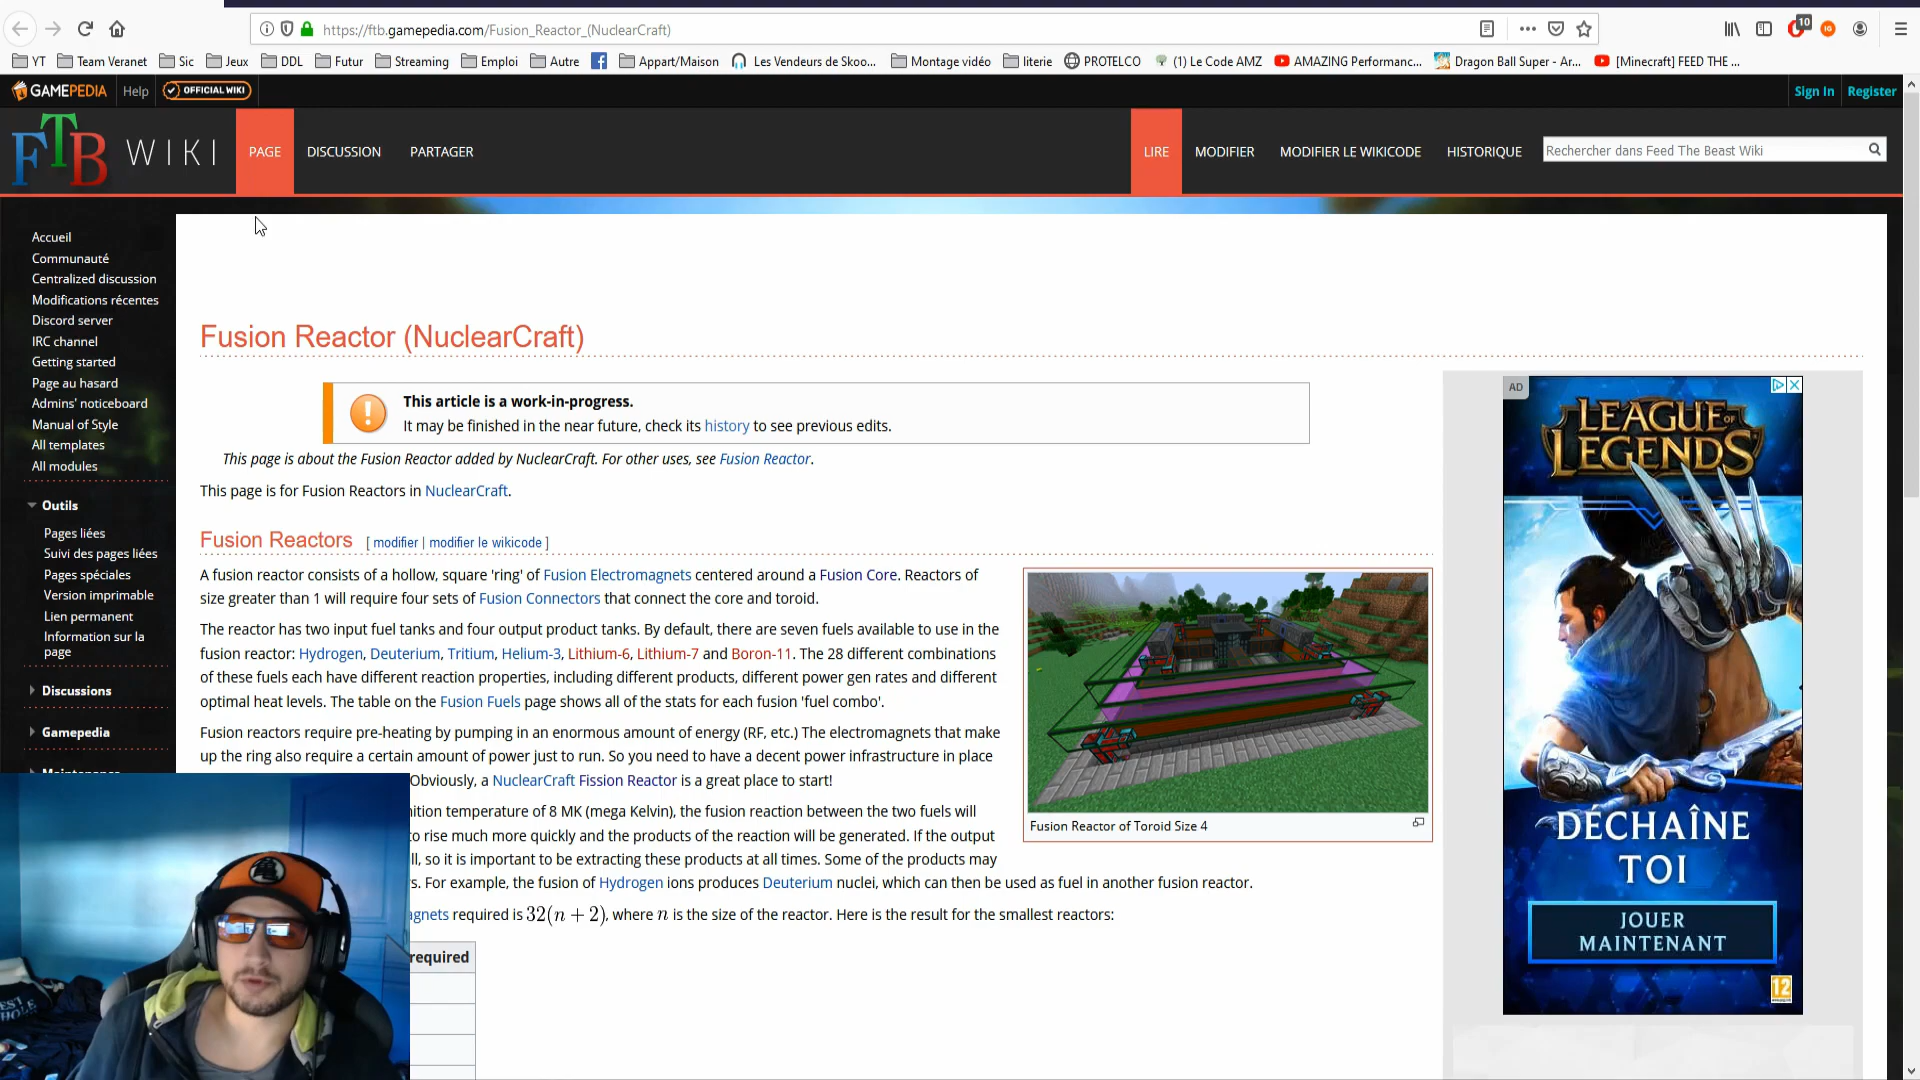 https://ftb.gamepedia.com/Fusion_Reactor_(NuclearCraft)
10
YT
Team Veranet
Sic
Jeux
DDL
Futur
Streaming
Emploi
Autre
Appart/Maison
Les Vendeurs de Skoo...
Montage vidéo
literie
PROTELCO
(1) Le Code AMZ
AMAZING Performanc...
Dragon Ball Super - Ar...
[Minecraft] FEED THE ...
GAMEPEDIA
Help
OFFICIAL WIKI
Sign In
Register
FTB WIKI
PAGE
DISCUSSION
PARTAGER
LIRE
MODIFIER
MODIFIER LE WIKICODE
HISTORIQUE
Rechercher dans Feed The Beast Wiki
Accueil
Communauté
Centralized discussion
Modifications récentes
Discord server
IRC channel
Getting started
Page au hasard
Admins' noticeboard
Manual of Style
All templates
All modules
Outils
Pages liées
Suivi des pages liées
Pages spéciales
Version imprimable
Lien permanent
Information sur la
page
Discussions
Gamepedia
Fusion Reactor (NuclearCraft)
This article is a work-in-progress.
It may be finished in the near future, check its history to see previous edits.
This page is about the Fusion Reactor added by NuclearCraft. For other uses, see Fusion Reactor.
This page is for Fusion Reactors in NuclearCraft.
Fusion Reactors [ modifier | modifier le wikicode ]
A fusion reactor consists of a hollow, square 'ring' of Fusion Electromagnets centered around a Fusion Core. Reactors of
size greater than 1 will require four sets of Fusion Connectors that connect the core and toroid.
The reactor has two input fuel tanks and four output product tanks. By default, there are seven fuels available to use in the
fusion reactor: Hydrogen, Deuterium, Tritium, Helium-3, Lithium-6, Lithium-7 and Boron-11. The 28 different combinations
of these fuels each have different reaction properties, including different products, different power gen rates and different
optimal heat levels. The table on the Fusion Fuels page shows all of the stats for each fusion 'fuel combo'.
Fusion reactors require pre-heating by pumping in an enormous amount of energy (RF, etc.) The electromagnets that make
up the ring also require a certain amount of power just to run. So you need to have a decent power infrastructure in place
Obviously, a NuclearCraft Fission Reactor is a great place to start!
nition temperature of 8 MK (mega Kelvin), the fusion reaction between the two fuels will
to rise much more quickly and the products of the reaction will be generated. If the output
ll, so it is important to be extracting these products at all times. Some of the products may
s. For example, the fusion of Hydrogen ions produces Deuterium nuclei, which can then be used as fuel in another fusion reactor.
agnets required is 32(n + 2), where n is the size of the reactor. Here is the result for the smallest reactors:
required
Fusion Reactor of Toroid Size 4
AD
LEAGUE OF
LEGENDS
DÉCHAÎNE
TOI
JOUER
MAINTENANT
12